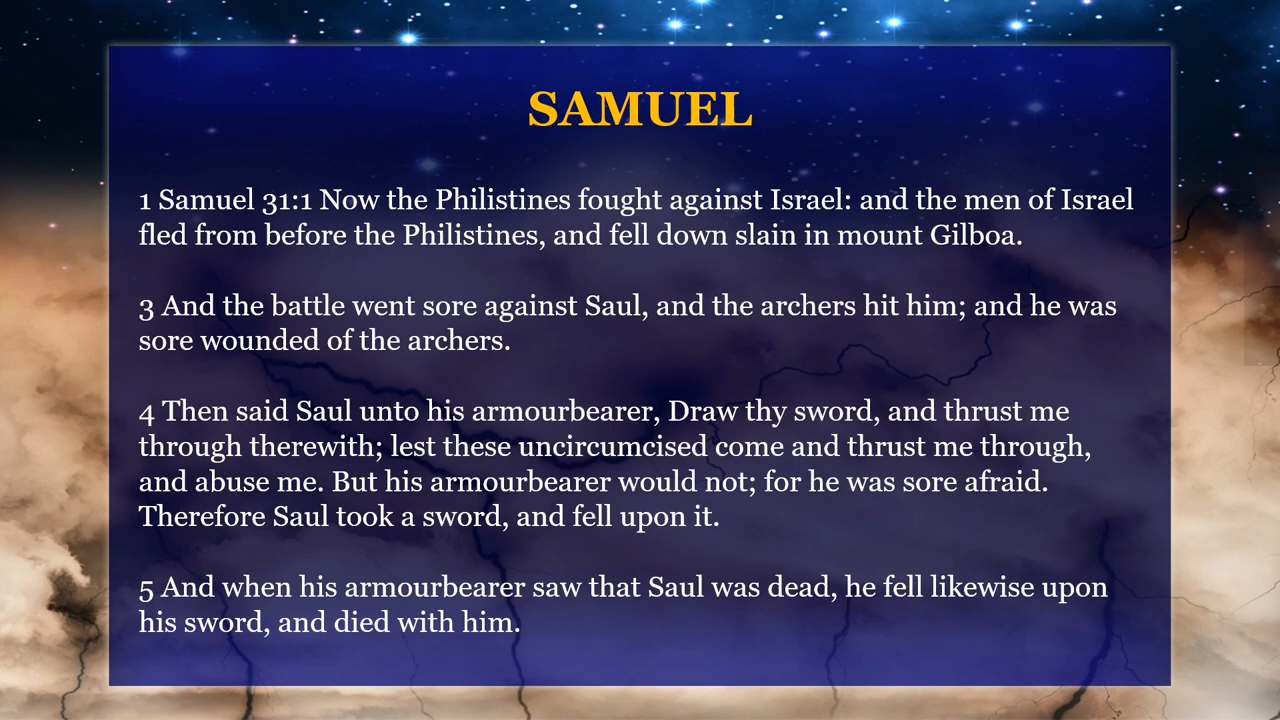 SAMUEL
1 Samuel 31:1 Now the Philistines fought against Israel: and the men of Israel
fled from before the Philistines, and fell down slain in mount Gilboa.
3 And the battle went sore against Saul, and the archers hit him; and he was
sore wounded of the archers.
4 Then said Saul unto his armourbearer, Draw thy sword, and thrust me
through therewith; lest these uncircumcised come and thrust me through,
and abuse me. But his armourbearer would not; for he was sore afraid.
Therefore Saul took a sword, and fell upon it.
5 And when his armourbearer saw that Saul was dead, he fell likewise upon
his sword, and died with him.